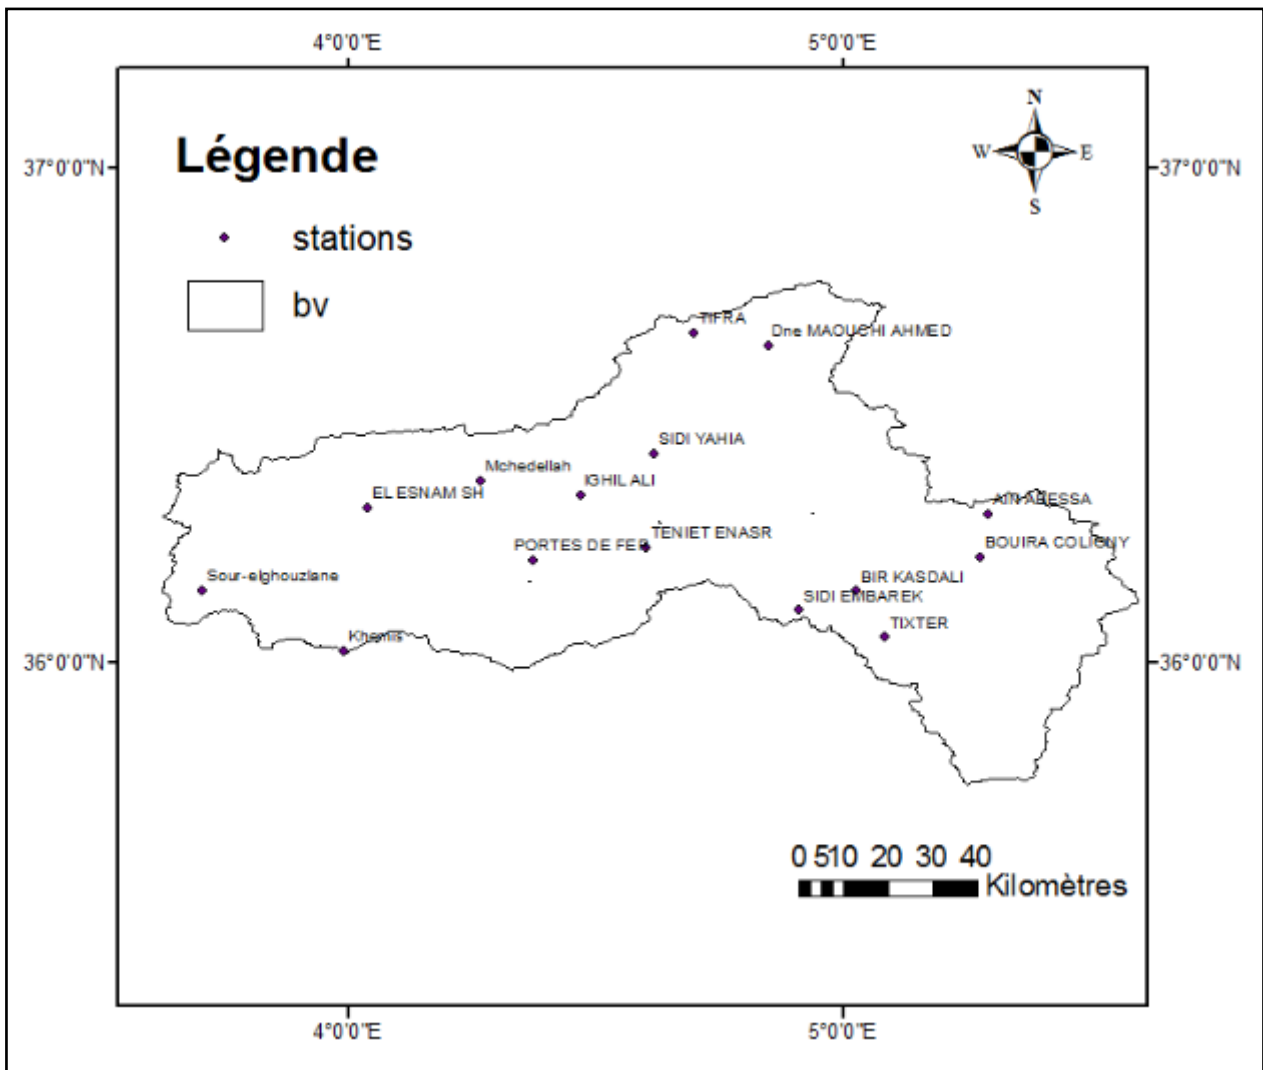 4°0'0"E 5°0'0"E
N
W E
S
37°0'0"N 37°0'0"N
Légende
stations
bv
TIFRA
Dne MAOUCHI AHMED
SIDI YAHIA
Mchedellah
IGHIL ALI
EL ESNAM SH
AIN ABESSA
TENIET ENASR
PORTES DE FER
BOUIRA COLIGNY
Sour-elghouzlane
BIR KASDALI
SIDI EMBAREK
TIXTER
Khemis
36°0'0"N 36°0'0"N
0 5 10 20 30 40
Kilomètres
4°0'0"E 5°0'0"E